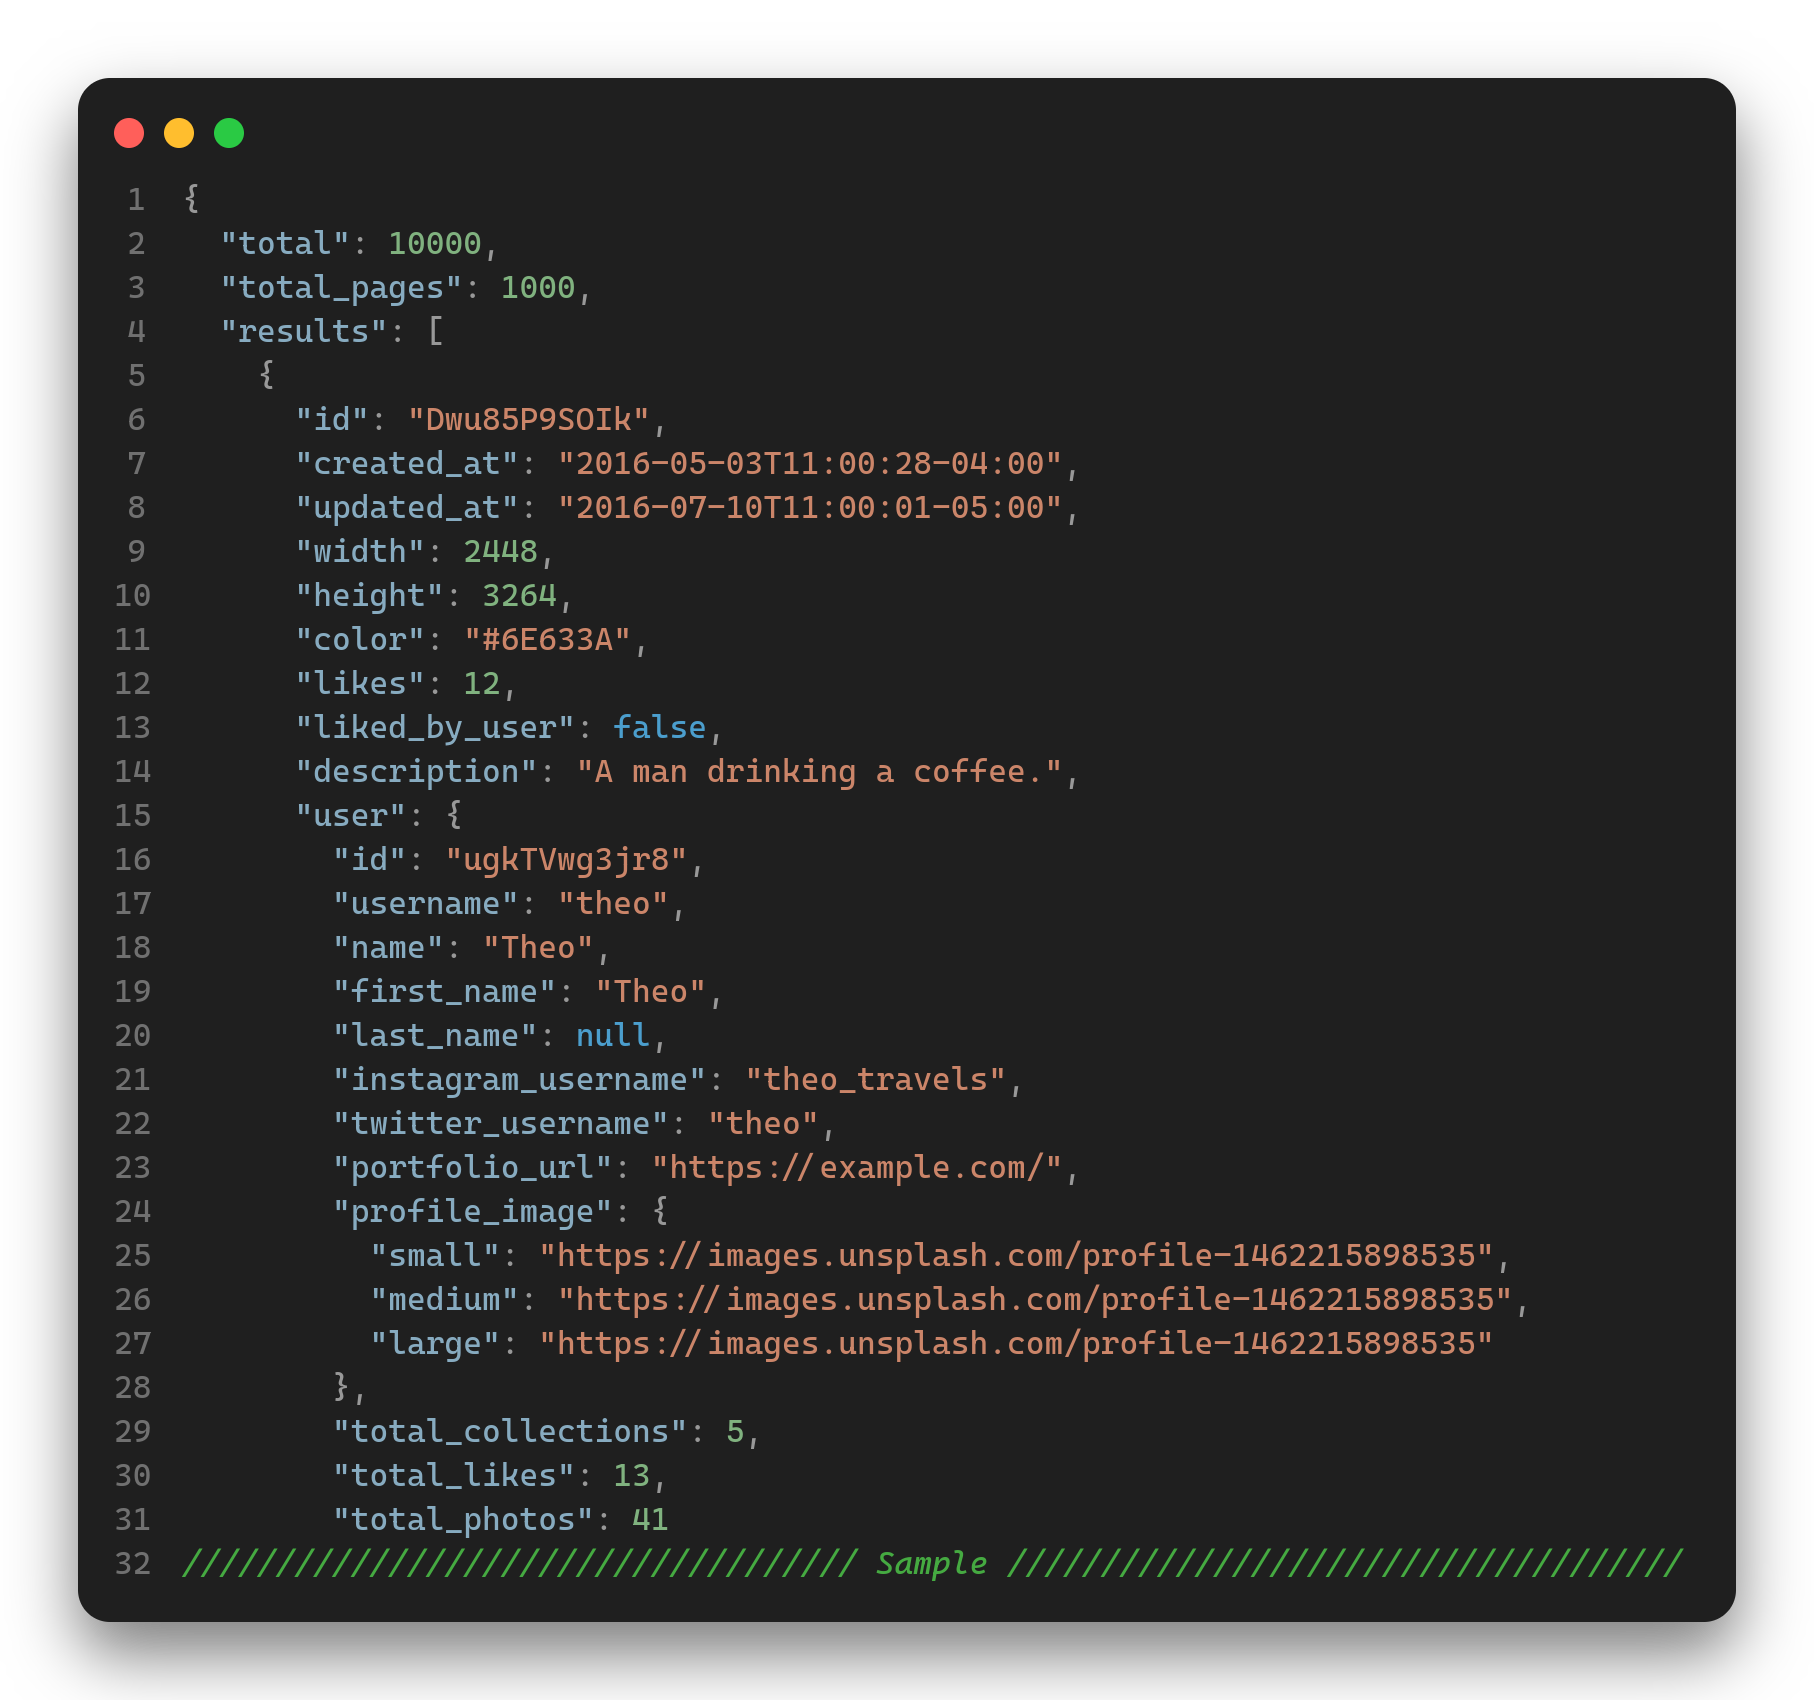 1 {
2   "total": 10000,
3   "total_pages": 1000,
4   "results": [
5     {
6       "id": "Dwu85P9SOIk",
7       "created_at": "2016-05-03T11:00:28-04:00",
8       "updated_at": "2016-07-10T11:00:01-05:00",
9       "width": 2448,
10       "height": 3264,
11       "color": "#6E633A",
12       "likes": 12,
13       "liked_by_user": false,
14       "description": "A man drinking a coffee.",
15       "user": {
16         "id": "ugkTVwg3jr8",
17         "username": "theo",
18         "name": "Theo",
19         "first_name": "Theo",
20         "last_name": null,
21         "instagram_username": "theo_travels",
22         "twitter_username": "theo",
23         "portfolio_url": "https://example.com/",
24         "profile_image": {
25           "small": "https://images.unsplash.com/profile-1462215898535",
26           "medium": "https://images.unsplash.com/profile-1462215898535",
27           "large": "https://images.unsplash.com/profile-1462215898535"
28         },
29         "total_collections": 5,
30         "total_likes": 13,
31         "total_photos": 41
32 //////////////////////////////////// Sample ////////////////////////////////////